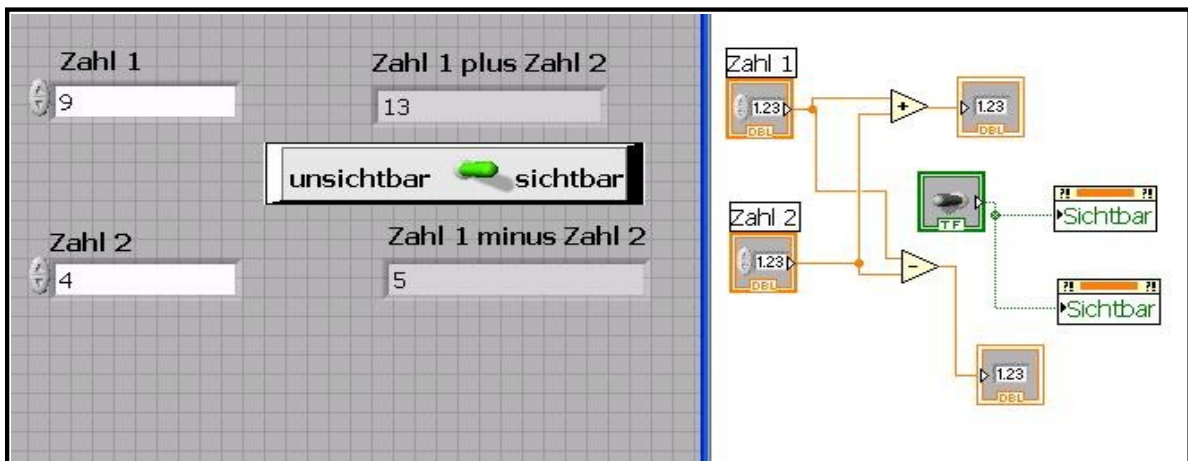 Zahl 1
9
Zahl 1 plus Zahl 2
13
unsichtbar sichtbar
Zahl 2
4
Zahl 1 minus Zahl 2
5
Zahl 1
1.23
DBL
+
1.23
DBL
TF
?! ?!
Sichtbar
Zahl 2
1.23
DBL
-
?! ?!
Sichtbar
1.23
DBL